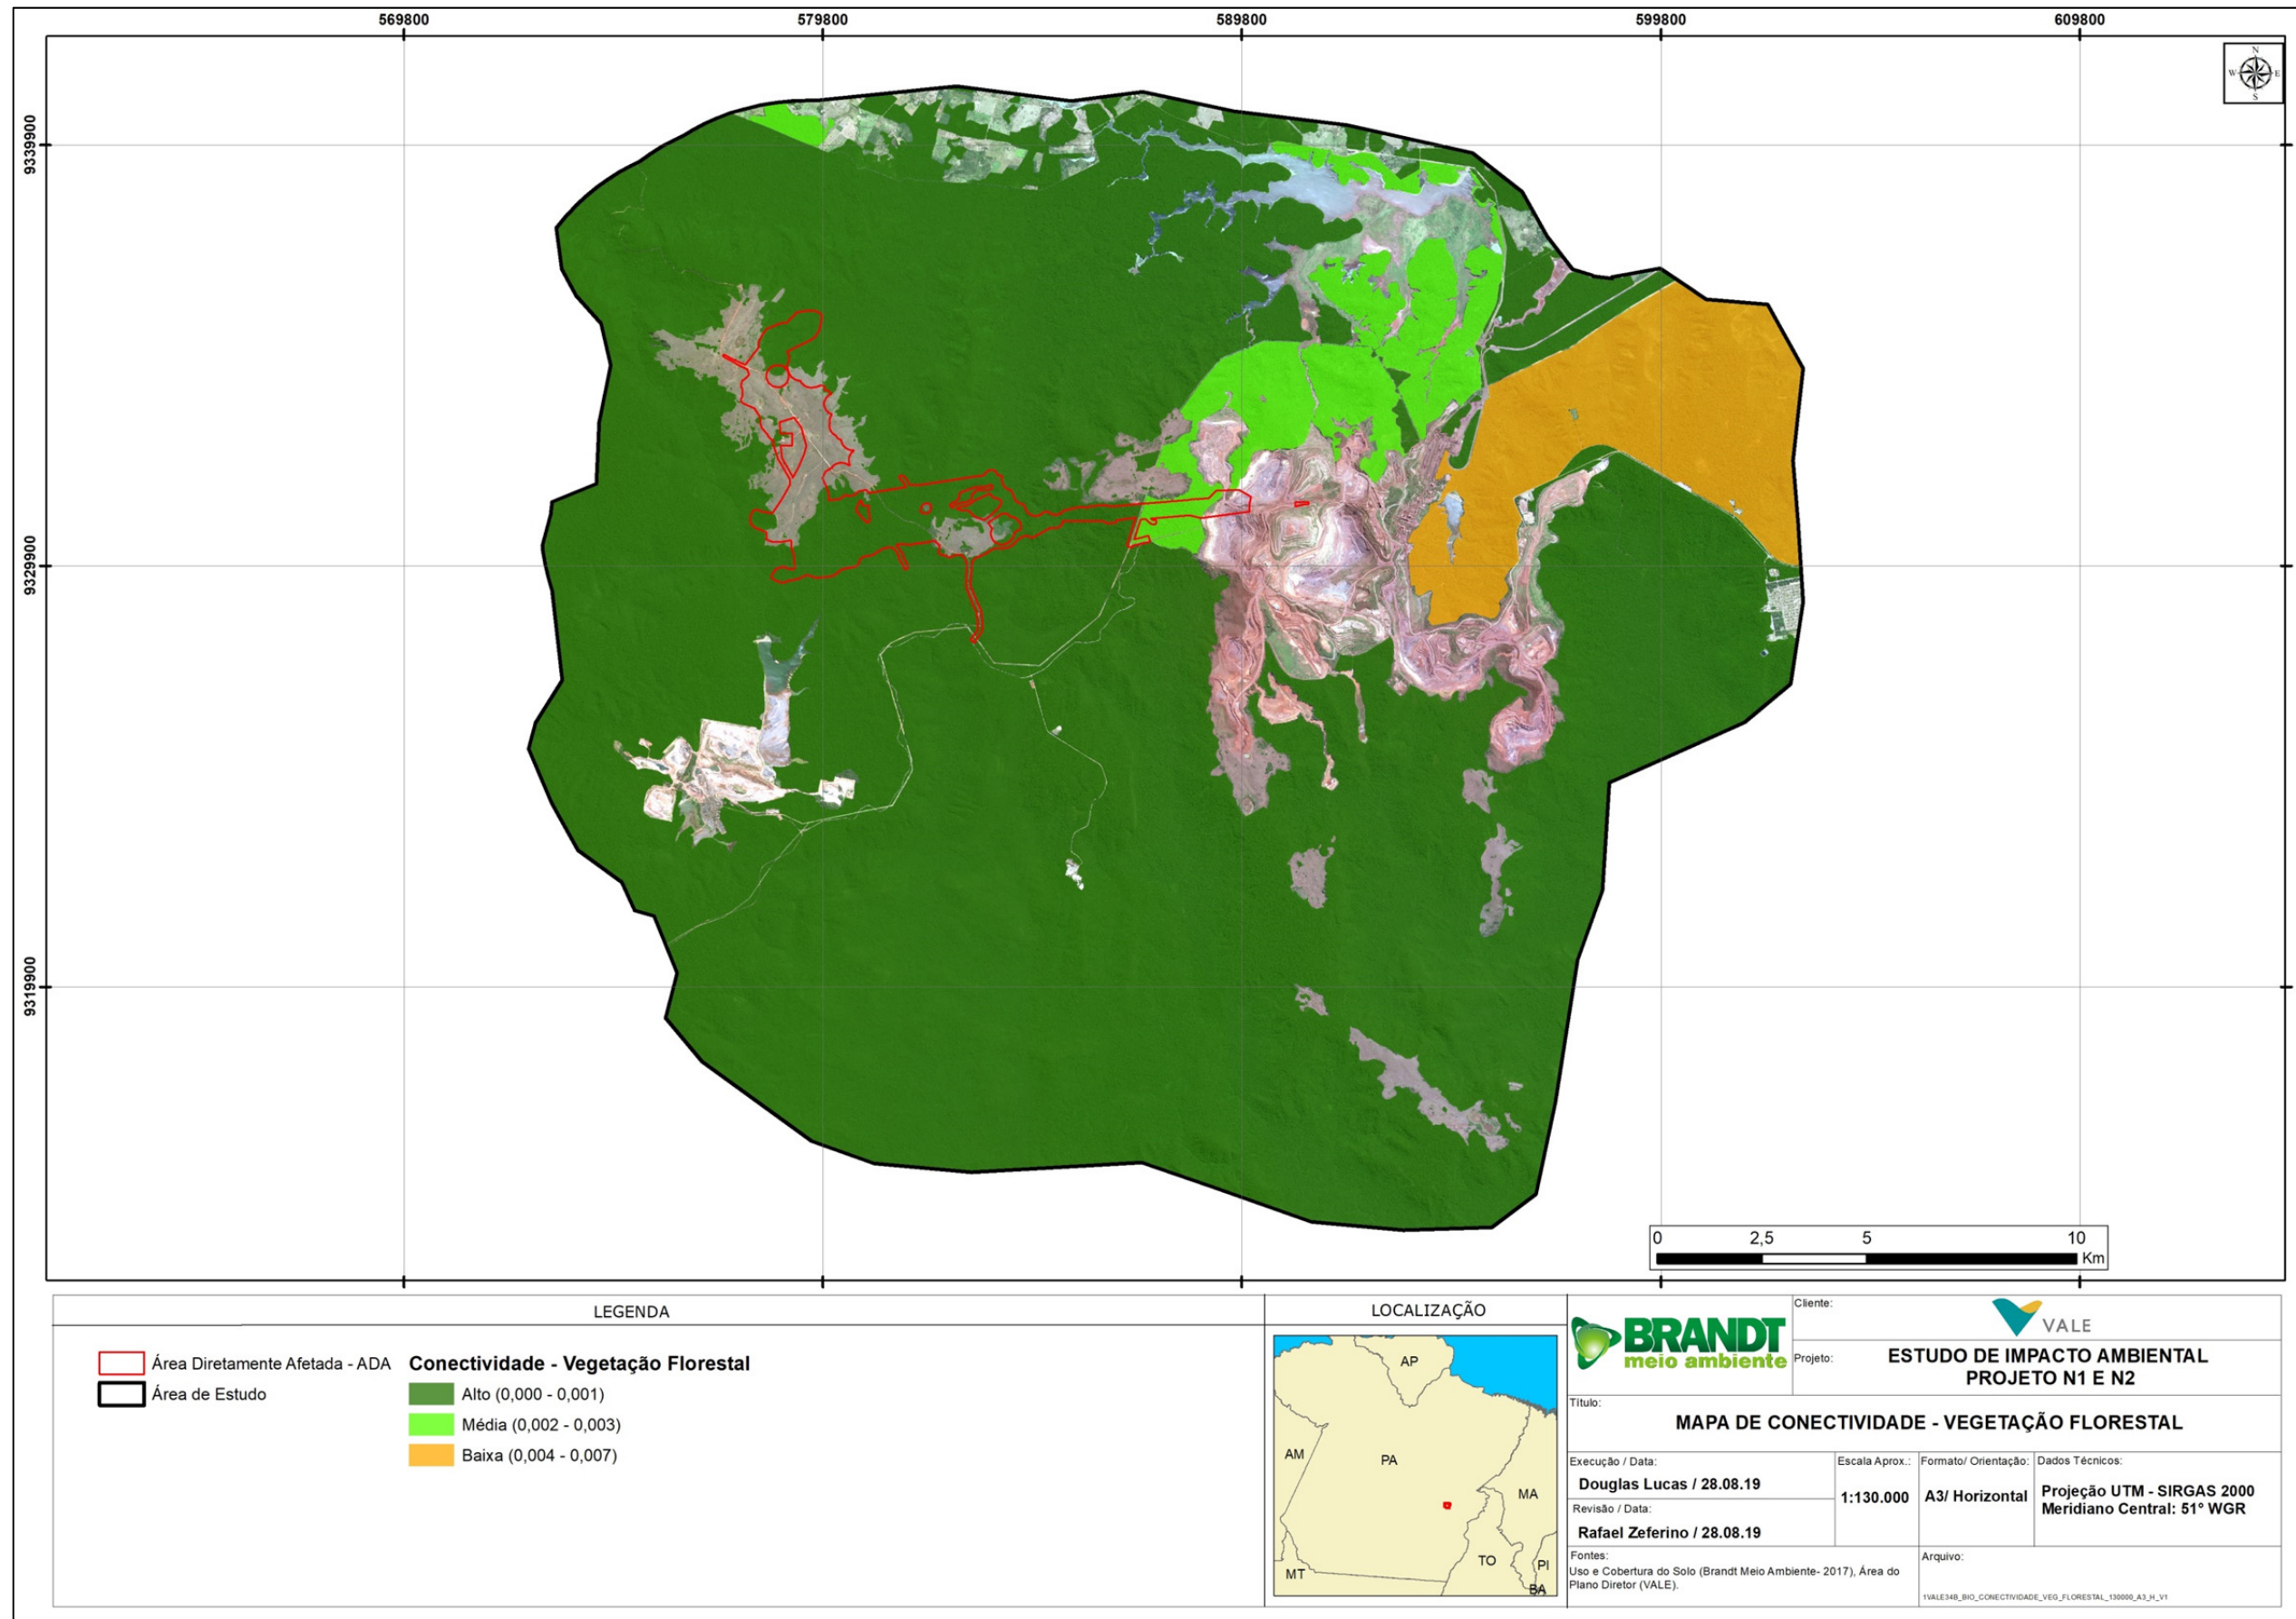 569800 579800 589800 599800 609800
N
W E
S
9339900
9329900
9319900
0 2,5 5 10
Km
LEGENDA
Área Diretamente Afetada - ADA
Área de Estudo
Conectividade - Vegetação Florestal
Alto (0,000 - 0,001)
Média (0,002 - 0,003)
Baixa (0,004 - 0,007)
LOCALIZAÇÃO
AP
AM
PA
MA
TO
PI
MT
BA
BRANDT
meio ambiente
Cliente:
VALE
Projeto:
ESTUDO DE IMPACTO AMBIENTAL
PROJETO N1 E N2
Título:
MAPA DE CONECTIVIDADE - VEGETAÇÃO FLORESTAL
Execução / Data:
Douglas Lucas / 28.08.19
Revisão / Data:
Rafael Zeferino / 28.08.19
Escala Aprox.:
1:130.000
Formato/ Orientação:
A3/ Horizontal
Dados Técnicos:
Projeção UTM - SIRGAS 2000
Meridiano Central: 51° WGR
Fontes:
Uso e Cobertura do Solo (Brandt Meio Ambiente- 2017), Área do
Plano Diretor (VALE).
Arquivo:
1VALE34B_BIO_CONECTIVIDADE_VEG_FLORESTAL_130000_A3_H_V1